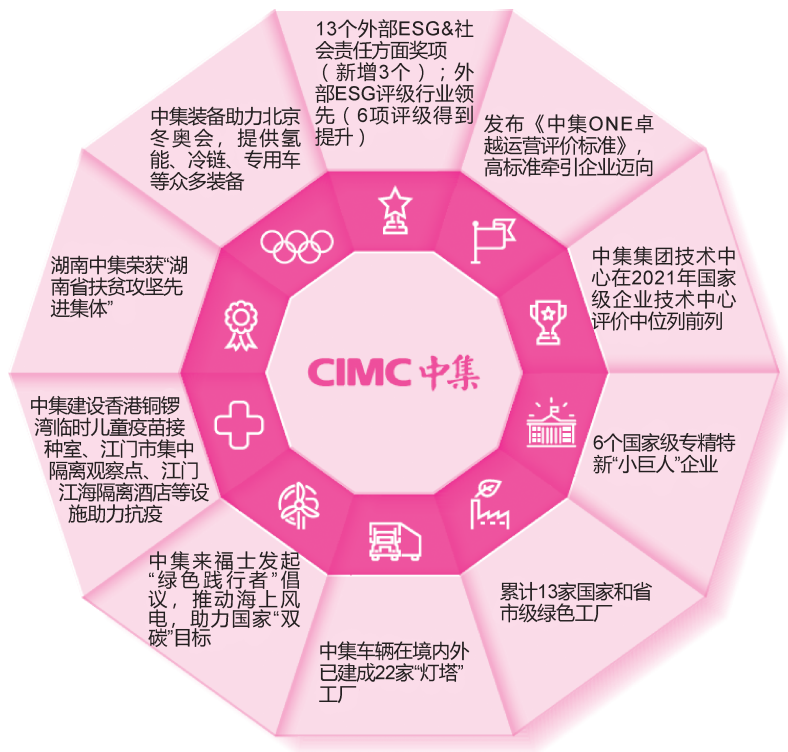 13个外部ESG&社
会责任方面奖项
（新增3个）；外
部ESG评级行业领
先（6项评级得到
提升）
发布《中集ONE卓
越运营评价标准》，
高标准牵引企业迈向
中集集团技术中
心在2021年国家
级企业技术中心
评价中位列前列
6个国家级专精特
新“小巨人”企业
累计13家国家和省
市级绿色工厂
中集车辆在境内外
已建成22家“灯塔”
工厂
中集来福士发起
“绿色践行者”倡
议，推动海上风
电，助力国家“双
碳”目标
中集建设香港铜锣
湾临时儿童疫苗接
种室、江门市集中
隔离观察点、江门
江海隔离酒店等设
施助力抗疫
湖南中集荣获“湖
南省扶贫攻坚先
进集体”
中集装备助力北京
冬奥会，提供氢
能、冷链、专用车
等众多装备
CIMC中集